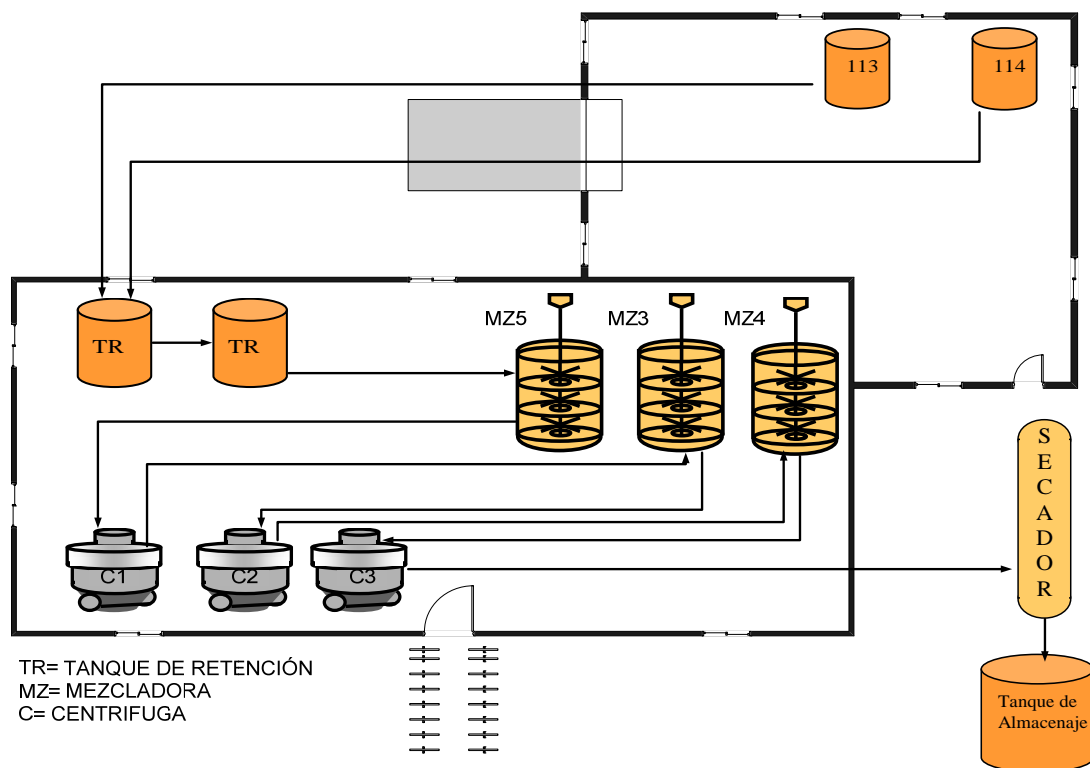 113
114
TR
TR
MZ5
MZ3
MZ4
C1
C2
C3
S
E
C
A
D
O
R
TR= TANQUE DE RETENCIÓN
MZ= MEZCLADORA
C= CENTRIFUGA
Tanque de
Almacenaje